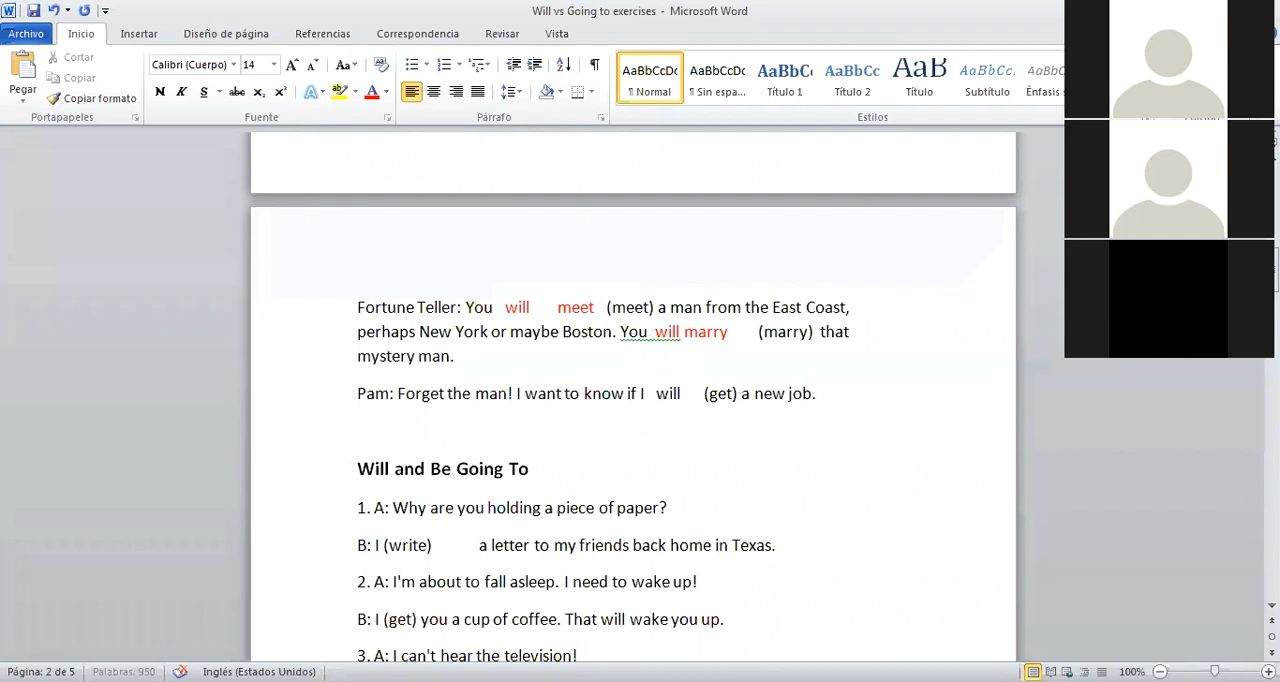 Will vs Going to exercises - Microsoft Word
Archivo Inicio Insertar Diseño de página Referencias Correspondencia Revisar Vista
Pegar
Cortar
Copiar
Copiar formato
Portapapeles
Calibri (Cuerpo) 14
Fuente
Párrafo
AaBbCcDc AaBbCcDc AaBbC AaBbCc AaB AaBbCc. AaBbCc
¶ Normal ¶ Sin espa... Título 1 Título 2 Título Subtítulo Énfasis
Estilos
Fortune Teller: You will meet (meet) a man from the East Coast,
perhaps New York or maybe Boston. You will marry (marry) that
mystery man.
Pam: Forget the man! I want to know if I will (get) a new job.
Will and Be Going To
1. A: Why are you holding a piece of paper?
B: I (write) a letter to my friends back home in Texas.
2. A: I'm about to fall asleep. I need to wake up!
B: I (get) you a cup of coffee. That will wake you up.
3. A: I can't hear the television!
Página: 2 de 5 Palabras: 950 Inglés (Estados Unidos) 100%